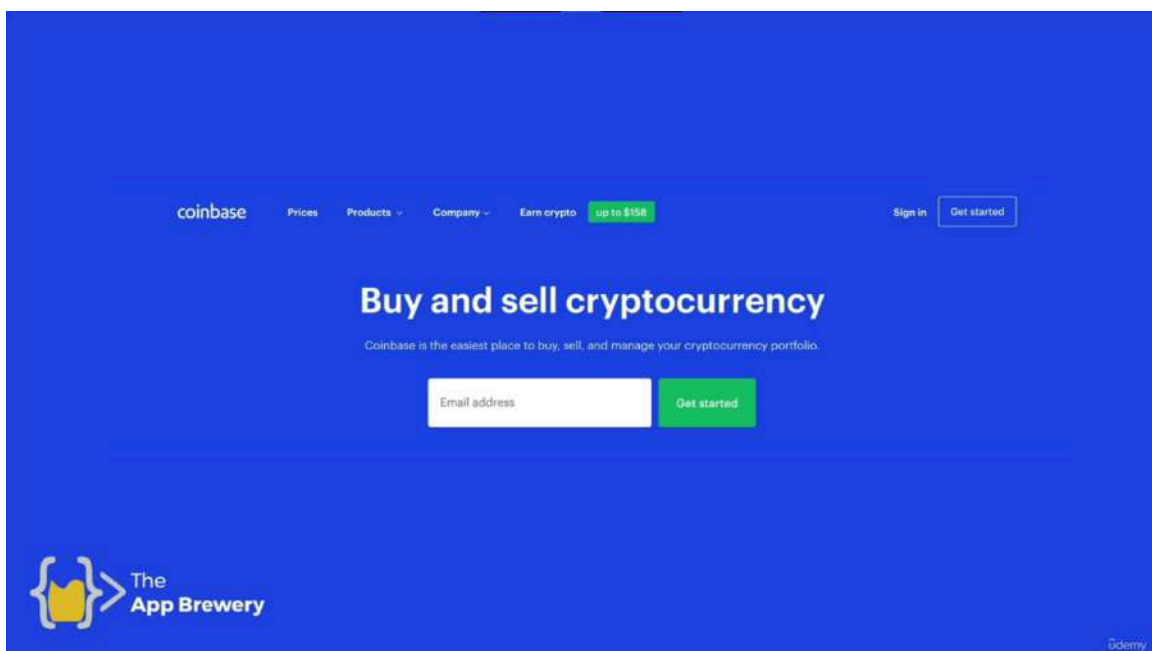 coinbase Prices Products Company Earn crypto up to $158 Sign in Get started
Buy and sell cryptocurrency
Coinbase is the easiest place to buy, sell, and manage your cryptocurrency portfolio.
Email address Get started
The
App Brewery
ûdemy